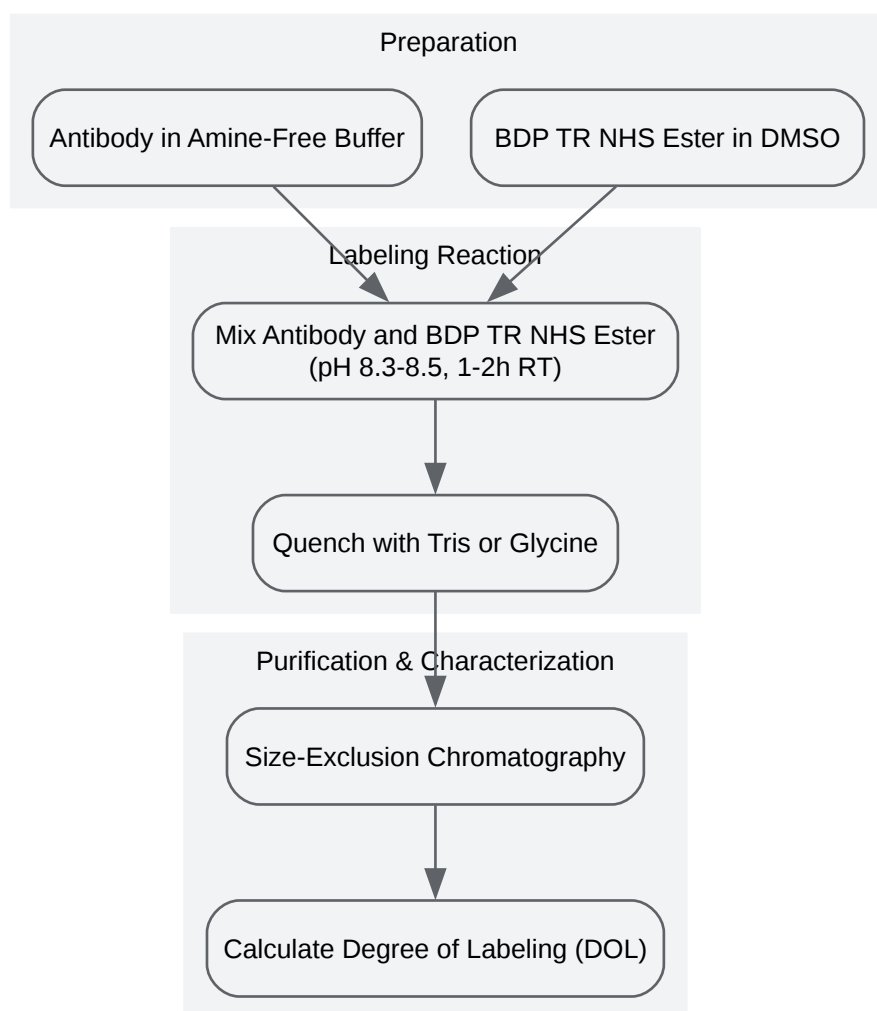 Preparation
Antibody in Amine-Free Buffer
BDP TR NHS Ester in DMSO
Labeling Reaction
Mix Antibody and BDP TR NHS Ester
(pH 8.3-8.5, 1-2h RT)
Quench with Tris or Glycine
Purification & Characterization
Size-Exclusion Chromatography
Calculate Degree of Labeling (DOL)